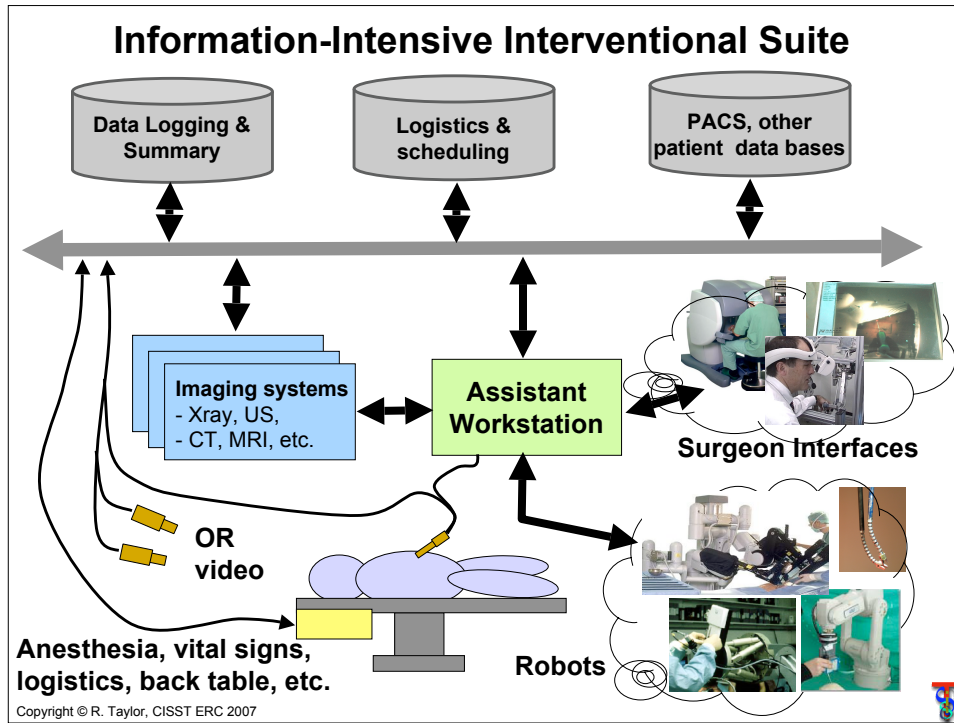 Information-Intensive Interventional Suite
Data Logging &
Summary
Logistics &
scheduling
PACS, other
patient data bases
Imaging systems
- Xray, US,
- CT, MRI, etc.
Assistant
Workstation
Surgeon Interfaces
OR
video
Anesthesia, vital signs,
logistics, back table, etc.
Robots
Copyright © R. Taylor, CISST ERC 2007